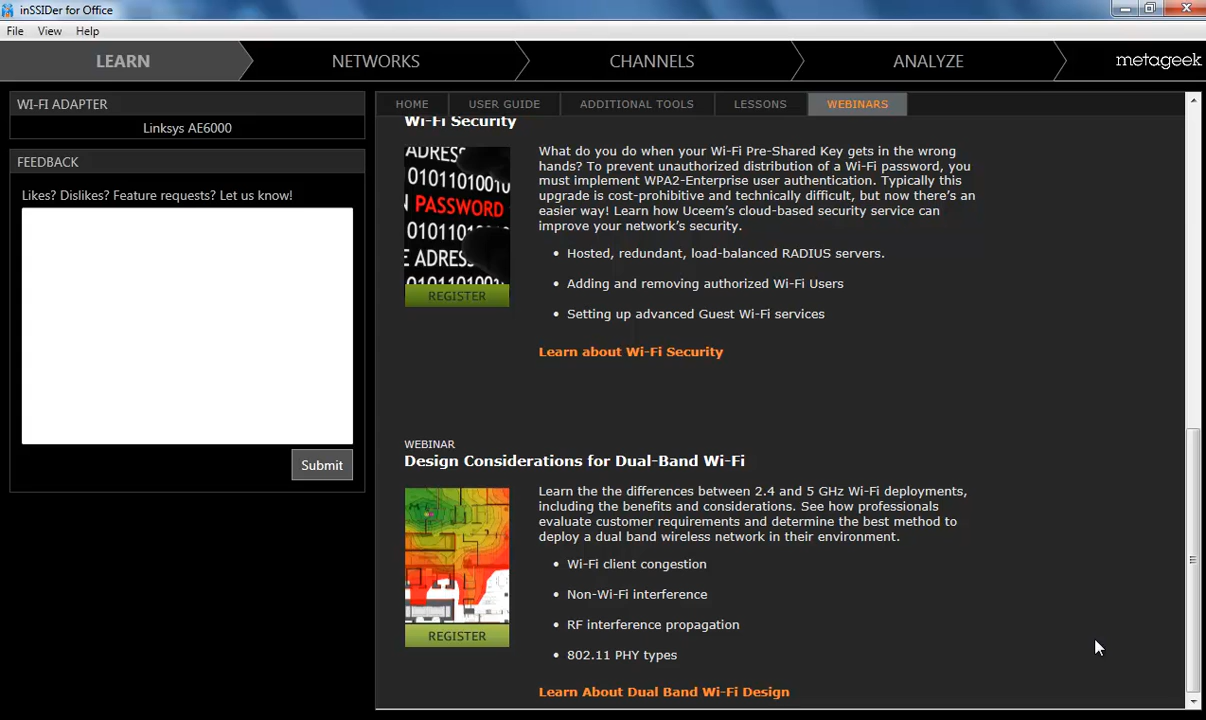 inSSIDer for Office
File View Help
LEARN NETWORKS CHANNELS ANALYZE metageek
WI-FI ADAPTER
Linksys AE6000
FEEDBACK
Likes? Dislikes? Feature requests? Let us know!
Submit
HOME USER GUIDE ADDITIONAL TOOLS LESSONS WEBINARS
Wi-Fi Security
ADRES
010110100
N PASSWORD
010110
E ADRES
01011010
REGISTER
What do you do when your Wi-Fi Pre-Shared Key gets in the wrong
hands? To prevent unauthorized distribution of a Wi-Fi password, you
must implement WPA2-Enterprise user authentication. Typically this
upgrade is cost-prohibitive and technically difficult, but now there's an
easier way! Learn how Uceem's cloud-based security service can
improve your network's security.
• Hosted, redundant, load-balanced RADIUS servers.
• Adding and removing authorized Wi-Fi Users
• Setting up advanced Guest Wi-Fi services
Learn about Wi-Fi Security
WEBINAR
Design Considerations for Dual-Band Wi-Fi
REGISTER
Learn the the differences between 2.4 and 5 GHz Wi-Fi deployments,
including the benefits and considerations. See how professionals
evaluate customer requirements and determine the best method to
deploy a dual band wireless network in their environment.
• Wi-Fi client congestion
• Non-Wi-Fi interference
• RF interference propagation
• 802.11 PHY types
Learn About Dual Band Wi-Fi Design